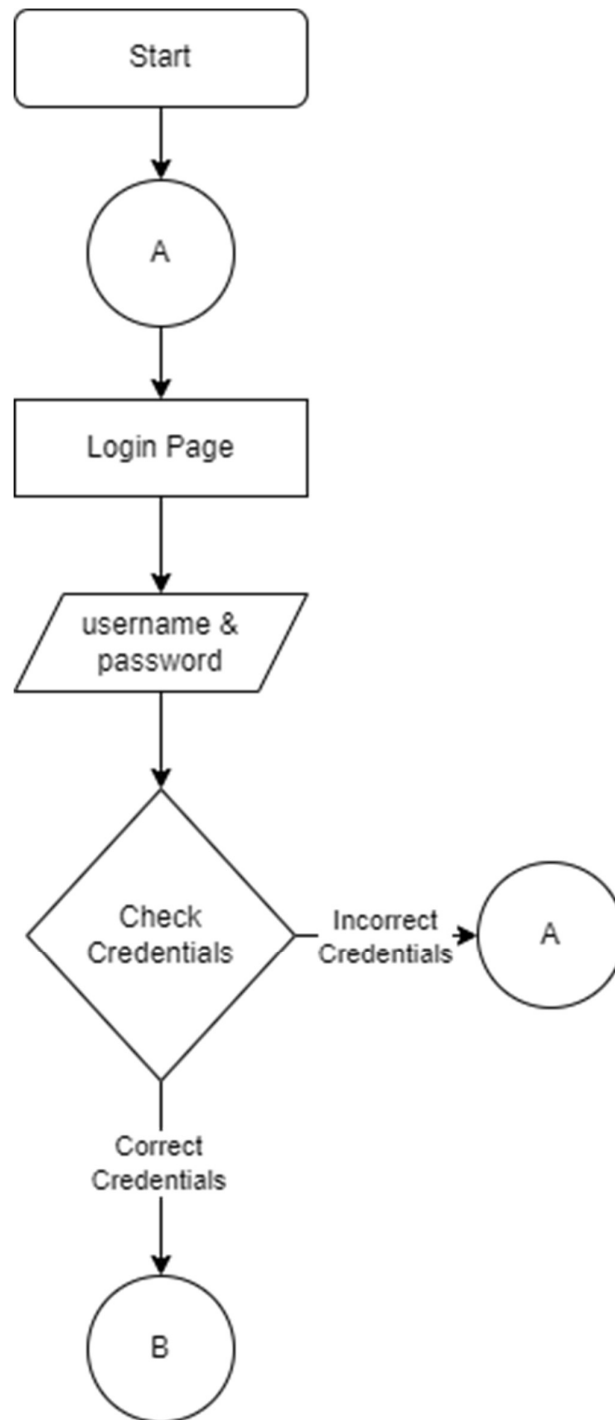 Start
A
Login Page
username &
password
Check
Credentials
Incorrect
Credentials
A
Correct
Credentials
B